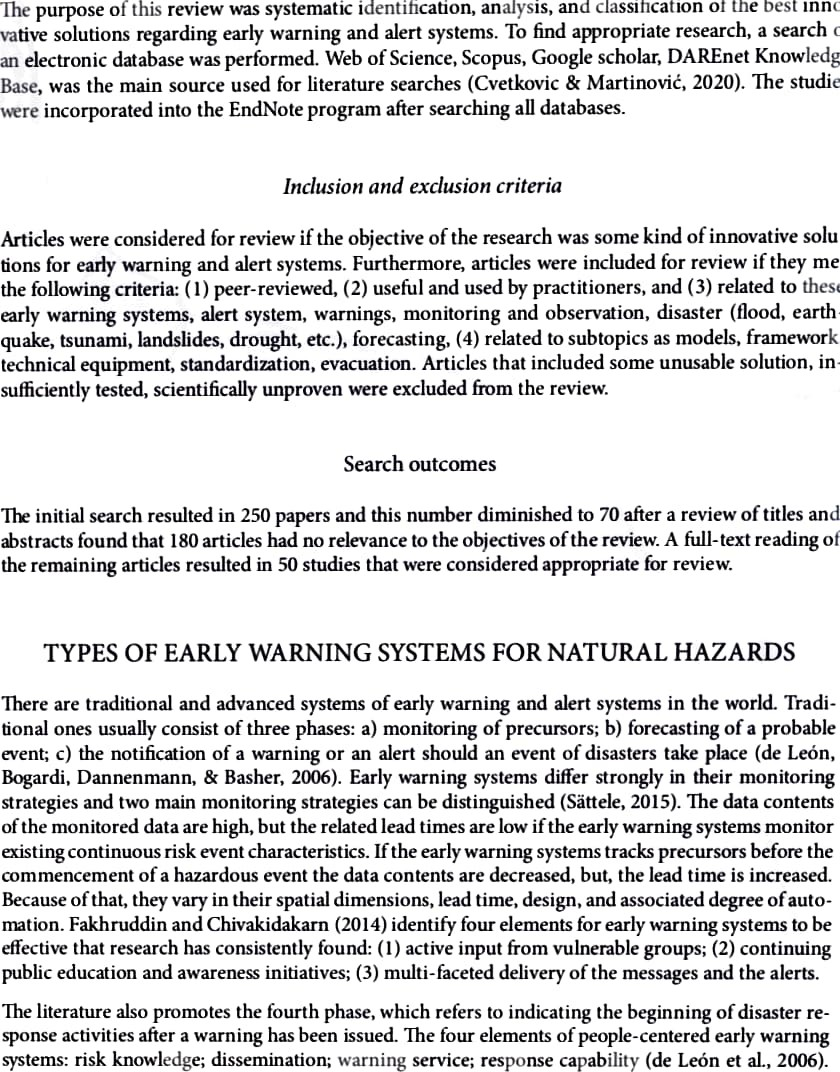 The purpose of this review was systematic identification, analysis, and classification of the best inno
vative solutions regarding early warning and alert systems. To find appropriate research, a search o
an electronic database was performed. Web of Science, Scopus, Google scholar, DAREnet Knowledg
Base, was the main source used for literature searches (Cvetkovic & Martinović, 2020). The studie
were incorporated into the EndNote program after searching all databases.
Inclusion and exclusion criteria
Articles were considered for review if the objective of the research was some kind of innovative solu
tions for early warning and alert systems. Furthermore, articles were included for review if they me
the following criteria: (1) peer-reviewed, (2) useful and used by practitioners, and (3) related to these
early warning systems, alert system, warnings, monitoring and observation, disaster (flood, earth-
quake, tsunami, landslides, drought, etc.), forecasting, (4) related to subtopics as models, framework
technical equipment, standardization, evacuation. Articles that included some unusable solution, in-
sufficiently tested, scientifically unproven were excluded from the review.
Search outcomes
The initial search resulted in 250 papers and this number diminished to 70 after a review of titles and
abstracts found that 180 articles had no relevance to the objectives of the review. A full-text reading of
the remaining articles resulted in 50 studies that were considered appropriate for review.
TYPES OF EARLY WARNING SYSTEMS FOR NATURAL HAZARDS
There are traditional and advanced systems of early warning and alert systems in the world. Tradi-
tional ones usually consist of three phases: a) monitoring of precursors; b) forecasting of a probable
event; c) the notification of a warning or an alert should an event of disasters take place (de León,
Bogardi, Dannenmann, & Basher, 2006). Early warning systems differ strongly in their monitoring
strategies and two main monitoring strategies can be distinguished (Sättele, 2015). The data contents
of the monitored data are high, but the related lead times are low if the early warning systems monitor
existing continuous risk event characteristics. If the early warning systems tracks precursors before the
commencement of a hazardous event the data contents are decreased, but, the lead time is increased.
Because of that, they vary in their spatial dimensions, lead time, design, and associated degree of auto-
mation. Fakhruddin and Chivakidakarn (2014) identify four elements for early warning systems to be
effective that research has consistently found: (1) active input from vulnerable groups; (2) continuing
public education and awareness initiatives; (3) multi-faceted delivery of the messages and the alerts.
The literature also promotes the fourth phase, which refers to indicating the beginning of disaster re-
sponse activities after a warning has been issued. The four elements of people-centered early warning
systems: risk knowledge; dissemination; warning service; response capability (de León et al., 2006).